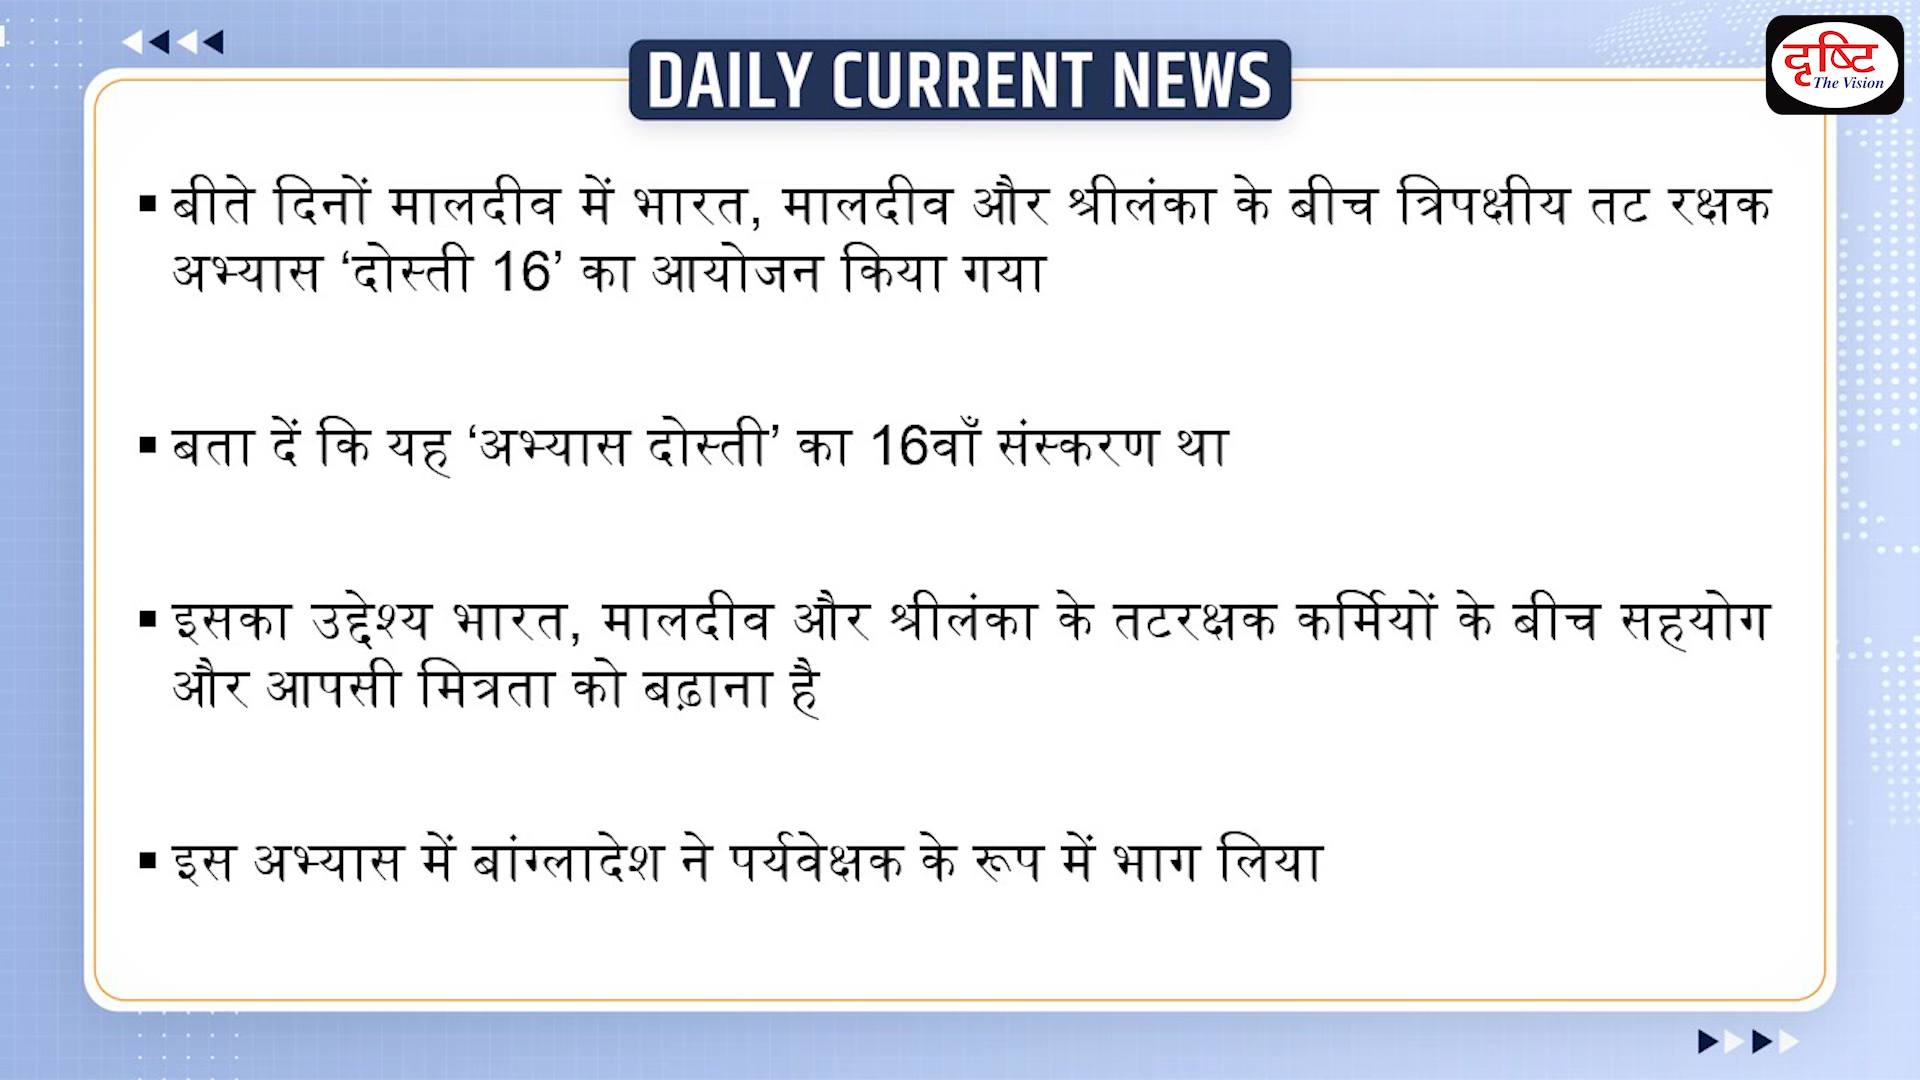 DAILY CURRENT NEWS
दृष्टि
The Vision
▪ बीते दिनों मालदीव में भारत, मालदीव और श्रीलंका के बीच त्रिपक्षीय तट रक्षक
अभ्यास ‘दोस्ती 16’ का आयोजन किया गया
▪ बता दें कि यह ‘अभ्यास दोस्ती’ का 16वाँ संस्करण था
▪ इसका उद्देश्य भारत, मालदीव और श्रीलंका के तटरक्षक कर्मियों के बीच सहयोग
और आपसी मित्रता को बढ़ाना है
▪ इस अभ्यास में बांग्लादेश ने पर्यवेक्षक के रूप में भाग लिया